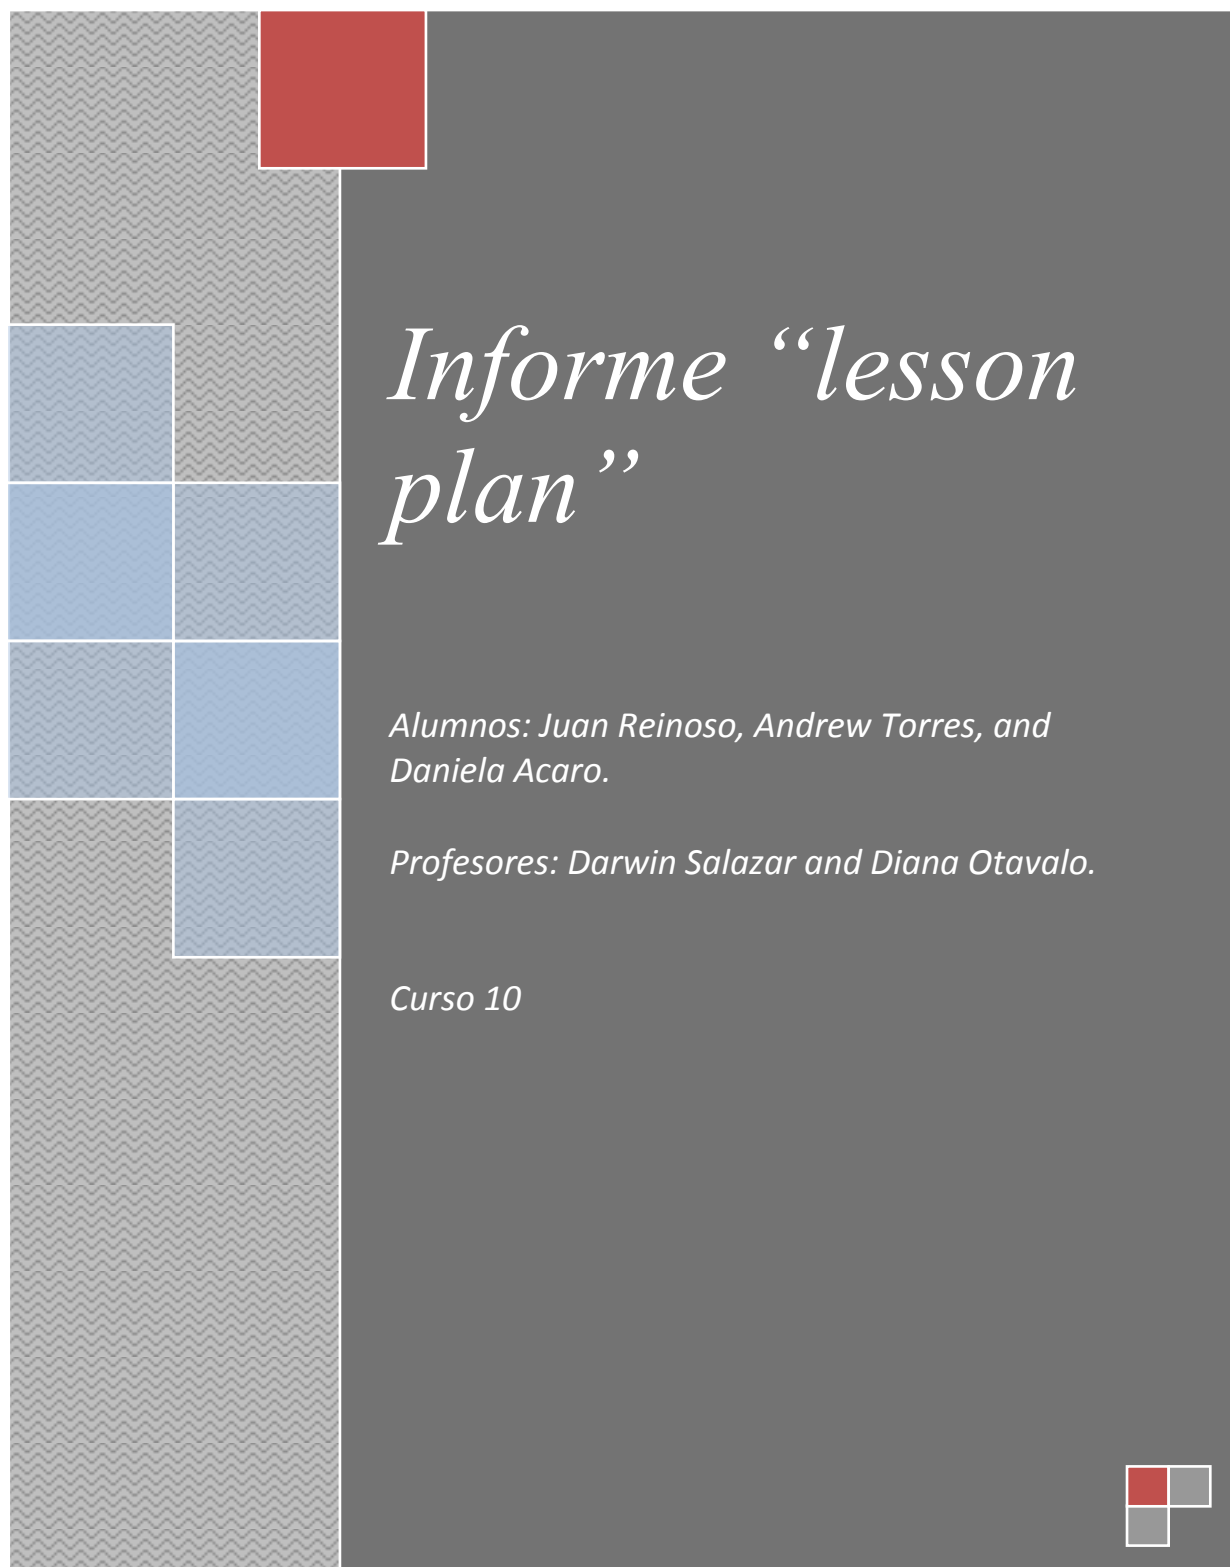 Informe “lesson
plan”
Alumnos: Juan Reinoso, Andrew Torres, and
Daniela Acaro.
Profesores: Darwin Salazar and Diana Otavalo.
Curso 10